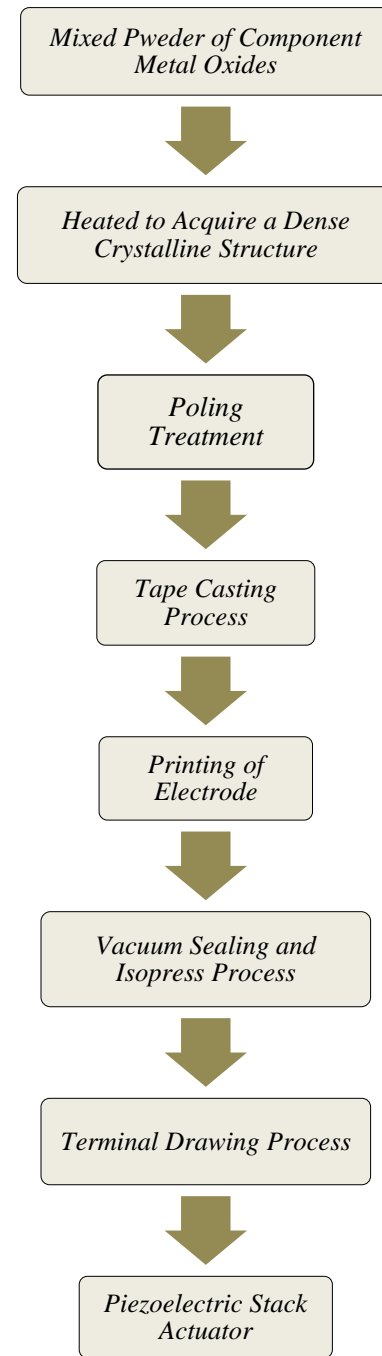 Mixed Pweder of Component
Metal Oxides
Heated to Acquire a Dense
Crystalline Structure
Poling
Treatment
Tape Casting
Process
Printing of
Electrode
Vacuum Sealing and
Isopress Process
Terminal Drawing Process
Piezoelectric Stack
Actuator